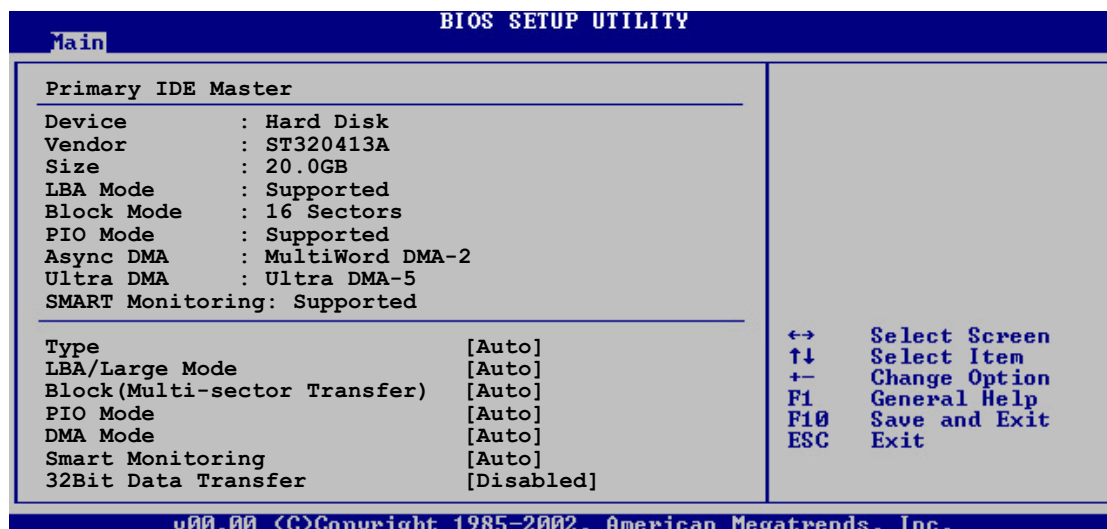 BIOS SETUP UTILITY
Main
Primary IDE Master
Device : Hard Disk
Vendor : ST320413A
Size : 20.0GB
LBA Mode : Supported
Block Mode : 16 Sectors
PIO Mode : Supported
Async DMA : MultiWord DMA-2
Ultra DMA : Ultra DMA-5
SMART Monitoring: Supported
Type [Auto]
LBA/Large Mode [Auto]
Block(Multi-sector Transfer) [Auto]
PIO Mode [Auto]
DMA Mode [Auto]
Smart Monitoring [Auto]
32Bit Data Transfer [Disabled]
←→ Select Screen
↑↓ Select Item
+- Change Option
F1 General Help
F10 Save and Exit
ESC Exit
v00.00 (C)Copyright 1985-2002, American Megatrends, Inc.